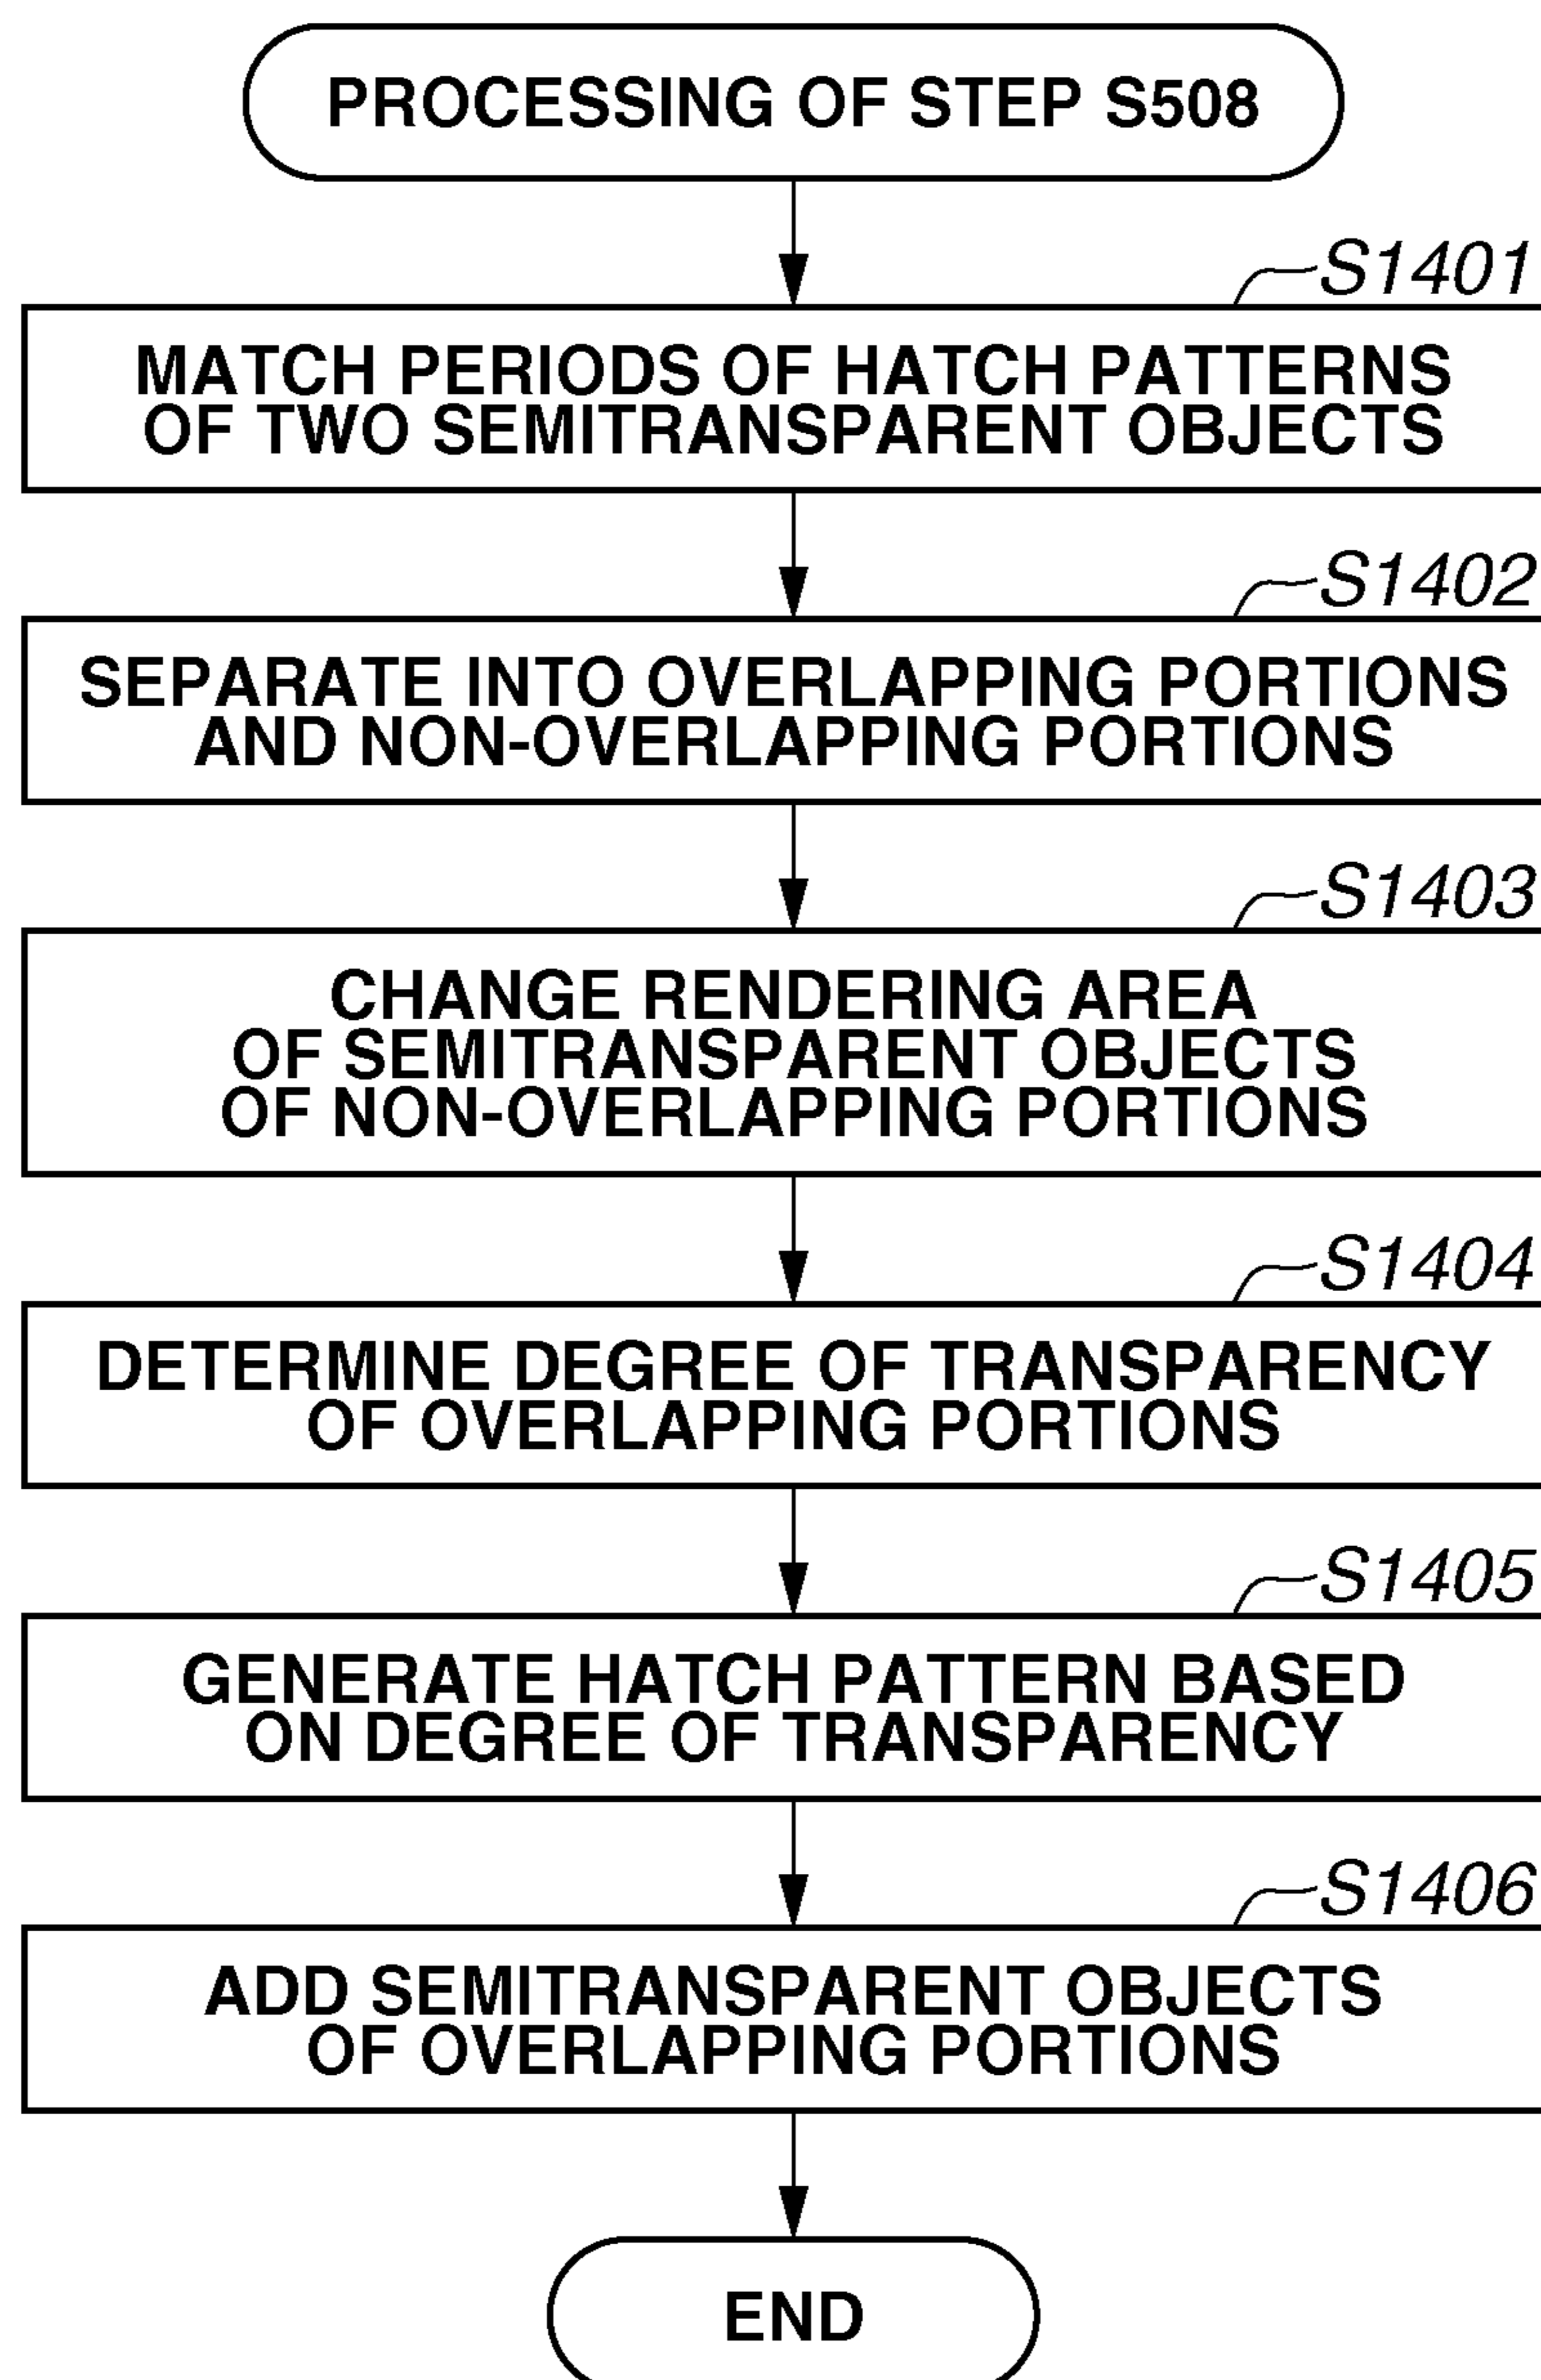 PROCESSING OF STEP S508
S1401
MATCH PERIODS OF HATCH PATTERNS
OF TWO SEMITRANSPARENT OBJECTS
S1402
SEPARATE INTO OVERLAPPING PORTIONS
AND NON-OVERLAPPING PORTIONS
S1403
CHANGE RENDERING AREA
OF SEMITRANSPARENT OBJECTS
OF NON-OVERLAPPING PORTIONS
S1404
DETERMINE DEGREE OF TRANSPARENCY
OF OVERLAPPING PORTIONS
S1405
GENERATE HATCH PATTERN BASED
ON DEGREE OF TRANSPARENCY
S1406
ADD SEMITRANSPARENT OBJECTS
OF OVERLAPPING PORTIONS
END